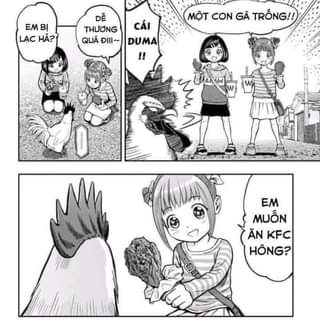 EM BỊ
LẠC HẢ?
DỄ
THƯƠNG
QUÁ ĐIII~
CÁI
DUMA
!!
MỘT CON GÀ TRỐNG!!
W
W
EM
MUỐN
ĂN KFC
HÔNG?